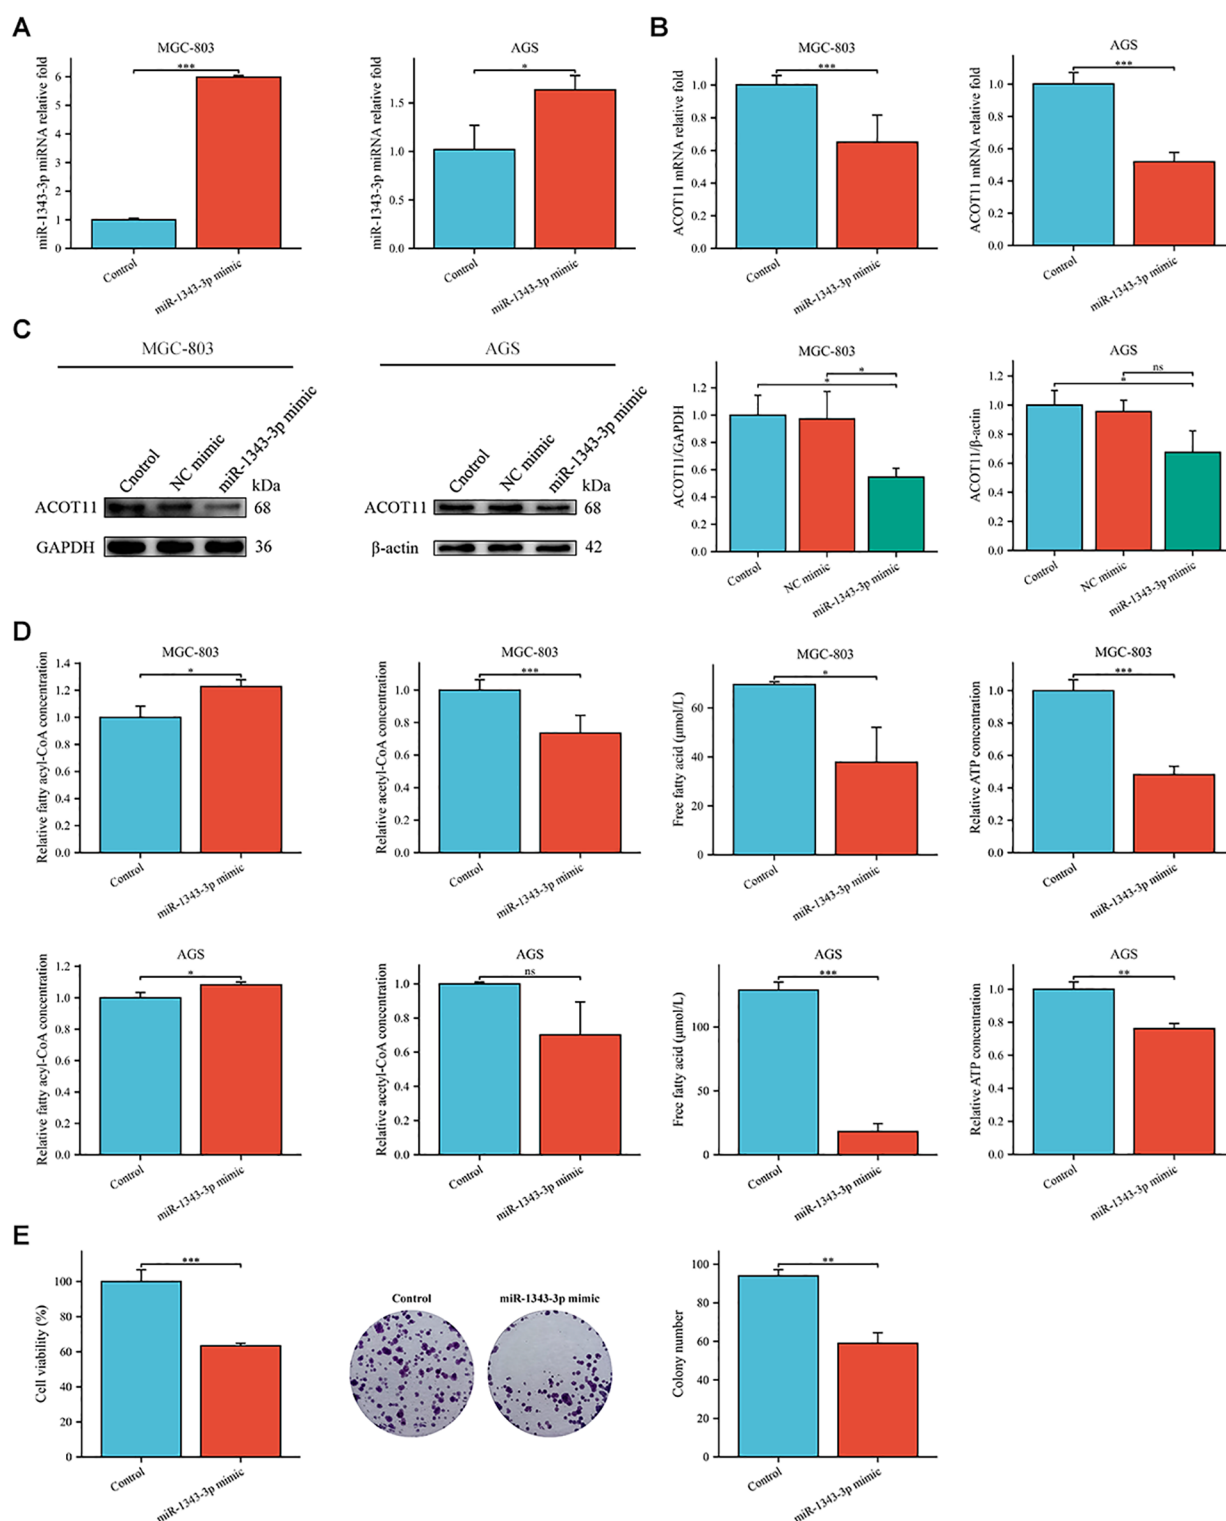 A
MGC-803
***
miR-1343-3p miRNA relative fold
6
5
4
3
2
1
0
Control
miR-1343-3p mimic
AGS
*
miR-1343-3p miRNA relative fold
1.5
1.0
0.5
0.0
Control
miR-1343-3p mimic
B
MGC-803
***
ACOT11 mRNA relative fold
1.0
0.8
0.6
0.4
0.2
0.0
Control
miR-1343-3p mimic
AGS
***
ACOT11 mRNA relative fold
1.0
0.8
0.6
0.4
0.2
0.0
Control
miR-1343-3p mimic
C
MGC-803
Cnotrol
NC mimic
miR-1343-3p mimic
kDa
ACOT11 68
GAPDH 36
AGS
Cnotrol
NC mimic
miR-1343-3p mimic
kDa
ACOT11 68
β-actin 42
MGC-803
*
*
ACOT11/GAPDH
1.2
1.0
0.8
0.6
0.4
0.2
0.0
Control
NC mimic
miR-1343-3p mimic
AGS
ns
*
ACOT11/β-actin
1.2
1.0
0.8
0.6
0.4
0.2
0.0
Control
NC mimic
miR-1343-3p mimic
D
MGC-803
*
Relative fatty acyl-CoA concentration
1.4
1.2
1.0
0.8
0.6
0.4
0.2
0.0
Control
miR-1343-3p mimic
MGC-803
***
Relative acetyl-CoA concentration
1.0
0.8
0.6
0.4
0.2
0.0
Control
miR-1343-3p mimic
MGC-803
*
Free fatty acid (μmol/L)
60
40
20
0
Control
miR-1343-3p mimic
MGC-803
***
Relative ATP concentration
1.0
0.8
0.6
0.4
0.2
0.0
Control
miR-1343-3p mimic
AGS
*
Relative fatty acyl-CoA concentration
1.2
1.0
0.8
0.6
0.4
0.2
0.0
Control
miR-1343-3p mimic
AGS
ns
Relative acetyl-CoA concentration
1.0
0.8
0.6
0.4
0.2
0.0
Control
miR-1343-3p mimic
AGS
***
Free fatty acid (μmol/L)
100
50
0
Control
miR-1343-3p mimic
AGS
**
Relative ATP concentration
1.0
0.8
0.6
0.4
0.2
0.0
Control
miR-1343-3p mimic
E
***
Cell viability (%)
100
80
60
40
20
0
Control
miR-1343-3p mimic
Control
miR-1343-3p mimic
**
Colony number
100
80
60
40
20
0
Control
miR-1343-3p mimic